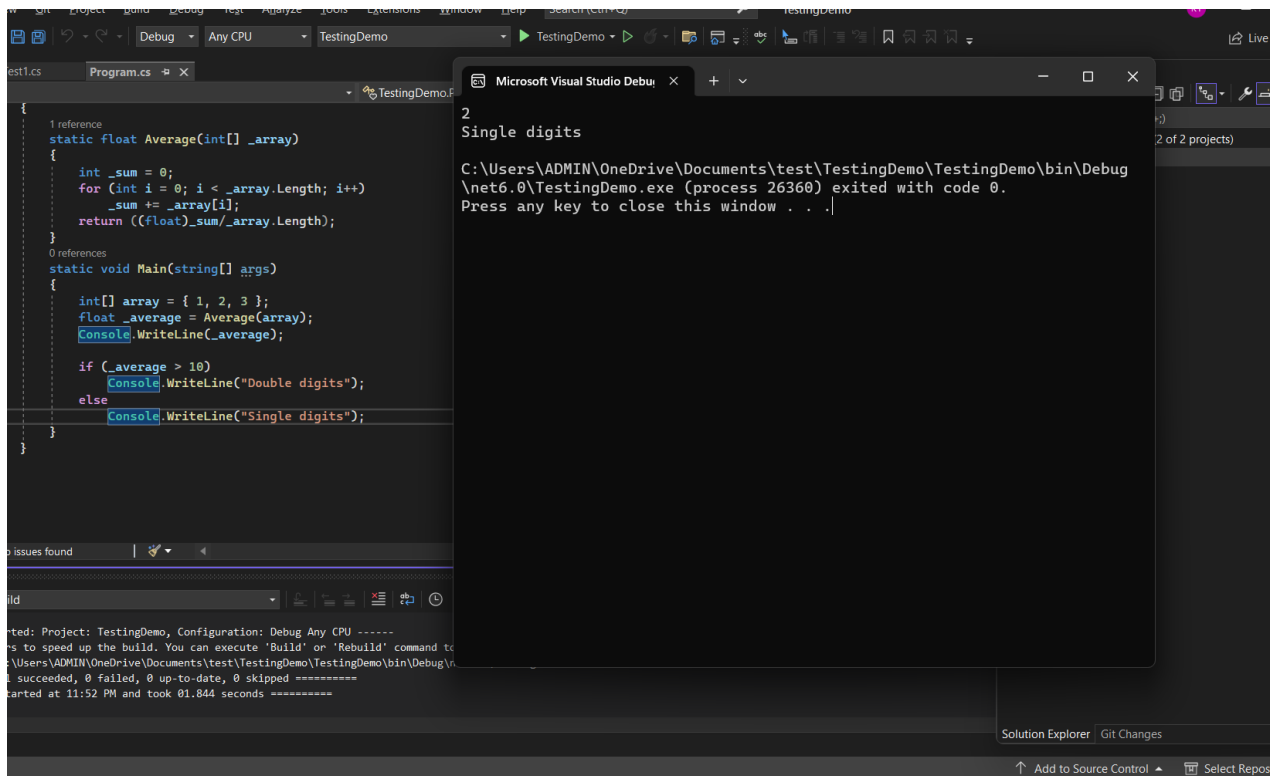 Git Project Build Debug Test Analyze Tools Extensions Window Help Search (Ctrl+Q) TestingDemo
Debug Any CPU TestingDemo TestingDemo Live
est1.cs Program.cs
TestingDemo.P
{
1 reference
static float Average(int[] _array)
{
int _sum = 0;
for (int i = 0; i < _array.Length; i++)
_sum += _array[i];
return ((float)_sum/_array.Length);
}
0 references
static void Main(string[] args)
{
int[] array = { 1, 2, 3 };
float _average = Average(array);
Console.WriteLine(_average);
if (_average > 10)
Console.WriteLine("Double digits");
else
Console.WriteLine("Single digits");
}
}
Microsoft Visual Studio Debu
2
Single digits
C:\Users\ADMIN\OneDrive\Documents\test\TestingDemo\TestingDemo\bin\Debug
\net6.0\TestingDemo.exe (process 26360) exited with code 0.
Press any key to close this window . . .
+;)
2 of 2 projects)
o issues found
ild
rted: Project: TestingDemo, Configuration: Debug Any CPU ------
rs to speed up the build. You can execute 'Build' or 'Rebuild' command to
:\Users\ADMIN\OneDrive\Documents\test\TestingDemo\TestingDemo\bin\Debug\n
l succeeded, 0 failed, 0 up-to-date, 0 skipped ==========
tarted at 11:52 PM and took 01.844 seconds ==========
Solution Explorer Git Changes
Add to Source Control Select Repos